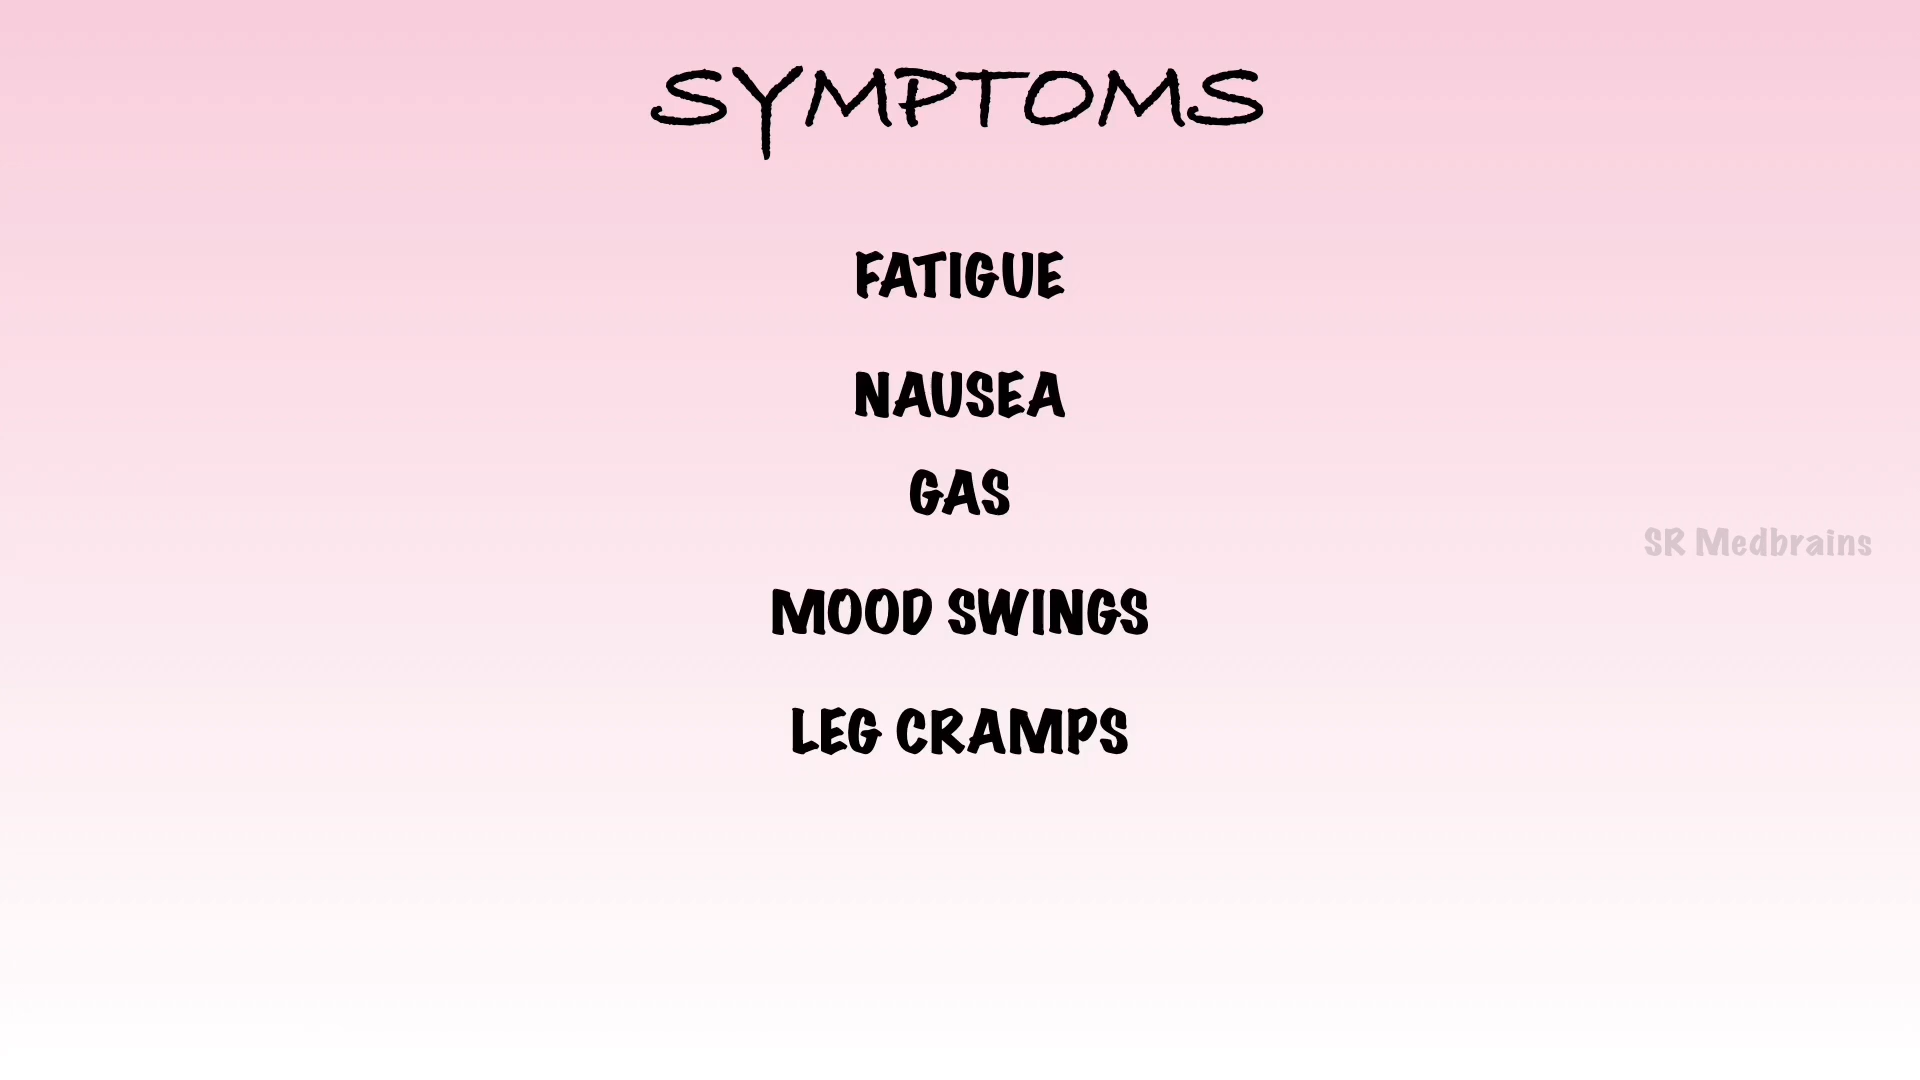 SYMPTOMS
FATIGUE
NAUSEA
GAS
SR Medbrains
MOOD SWINGS
LEG CRAMPS